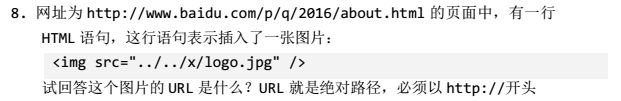 8. 网址为 http://www.baidu.com/p/q/2016/about.html 的页面中，有一行
HTML 语句，这行语句表示插入了一张图片：
<img src="../../x/logo.jpg" />
试回答这个图片的 URL 是什么？URL 就是绝对路径，必须以 http://开头